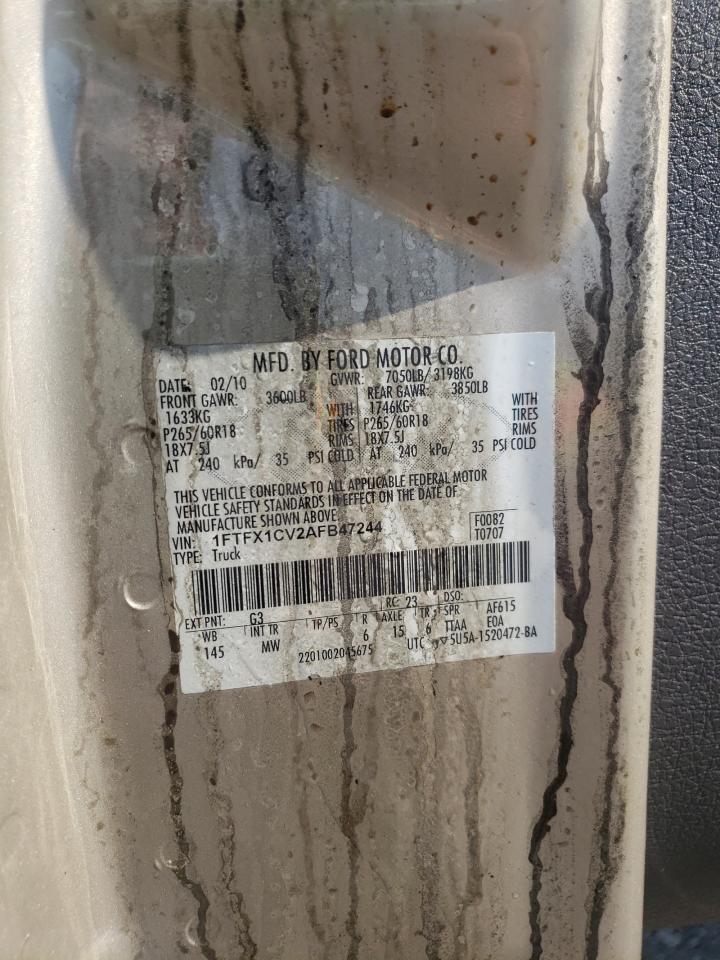 MFD. BY FORD MOTOR CO.
DATE: 02/10 GVWR: 7050LB/ 3198KG
FRONT GAWR: 3600LB REAR GAWR: 3850LB
1633KG WITH 1746KG WITH
P265/60R18 TIRES P265/60R18 TIRES
18X7.5J RIMS 18X7.5J RIMS
AT 240 kPa/ 35 PSI COLD AT 240 kPa/ 35 PSI COLD
THIS VEHICLE CONFORMS TO ALL APPLICABLE FEDERAL MOTOR
VEHICLE SAFETY STANDARDS IN EFFECT ON THE DATE OF
MANUFACTURE SHOWN ABOVE.
VIN: 1FTFX1CV2AFB47244 F0082
TYPE: Truck T0707
EXT PNT: G3 RC: 23 DSO:
WB INT TR TP/PS R AXLE TR SPR AF615
145 MW 6 15 6 TTAA E0A
2201002045675 UTC 5U5A-1520472-BA